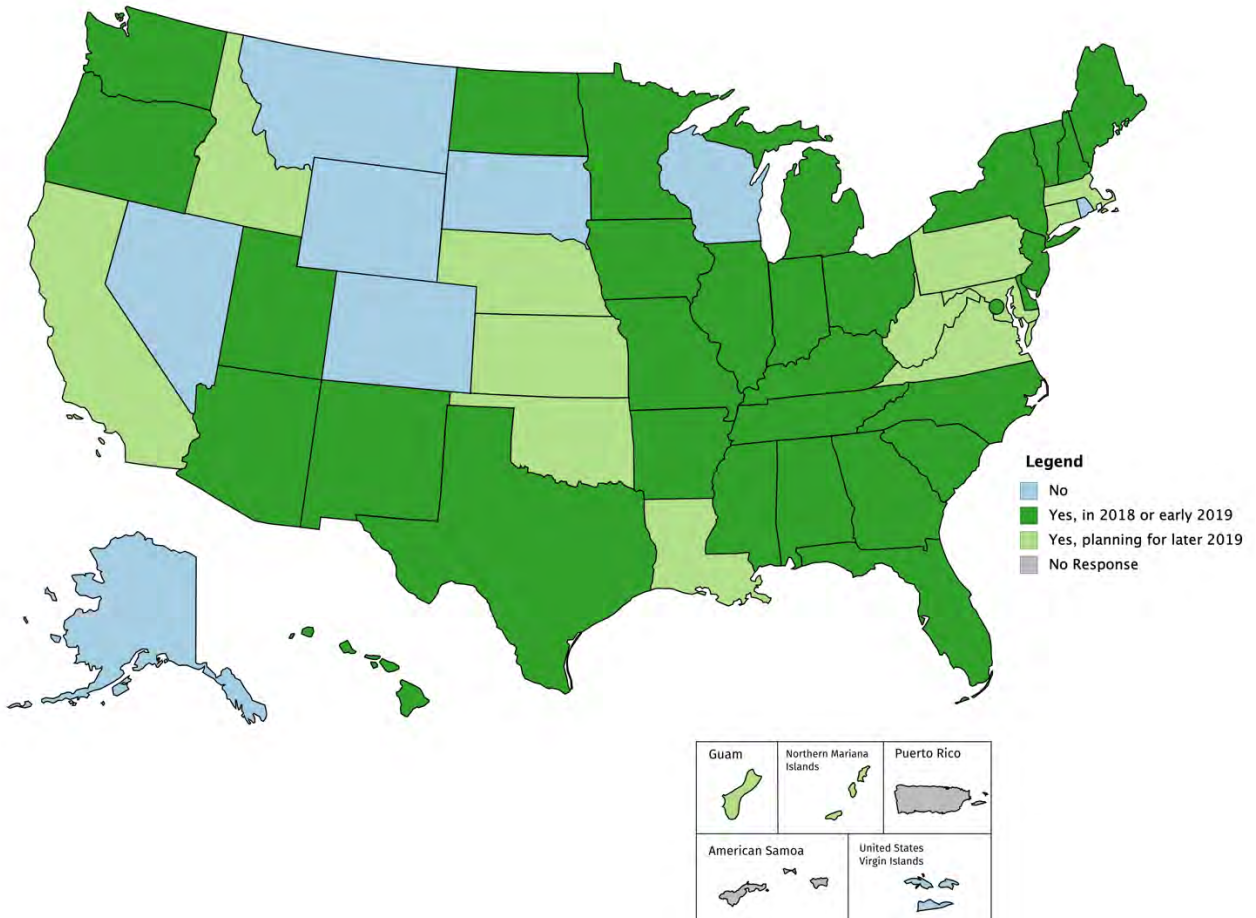 Legend
No
Yes, in 2018 or early 2019
Yes, planning for later 2019
No Response
Guam
Northern Mariana
Islands
Puerto Rico
American Samoa
United States
Virgin Islands